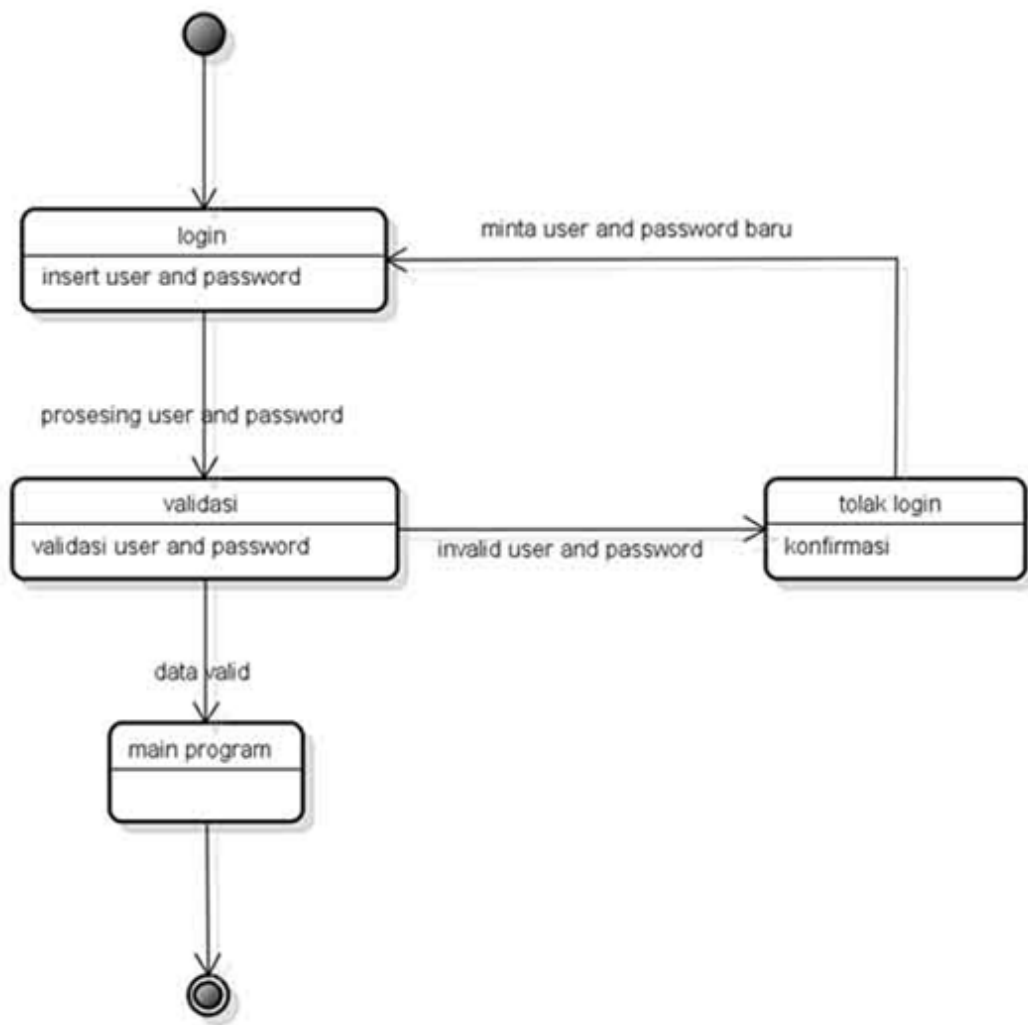 login
insert user and password
minta user and password baru
prosesing user and password
validasi
validasi user and password
invalid user and password
tolak login
konfirmasi
data valid
main program